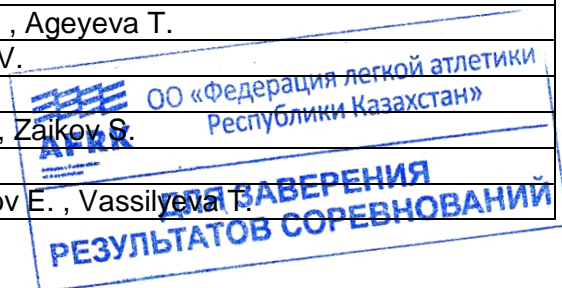 , Ageyeva T.
V.
ОО «Федерация легкой атлетики
Республики Казахстан»
AFRK
, Zaikov S.
ov E. , Vassilyeva T.
ДЛЯ ЗАВЕРЕНИЯ
РЕЗУЛЬТАТОВ СОРЕВНОВАНИЙ